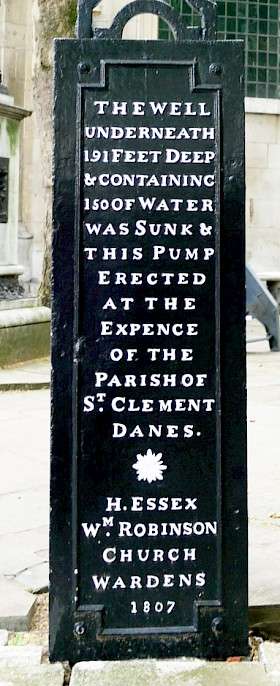 THE WELL
UNDERNEATH
191 FEET DEEP
& CONTAINING
150 OF WATER
WAS SUNK &
THIS PUMP
ERECTED
AT THE
EXPENCE
OF THE
PARISH OF
ST. CLEMENT
DANES.
H. ESSEX
WM. ROBINSON
CHURCH
WARDENS
1807